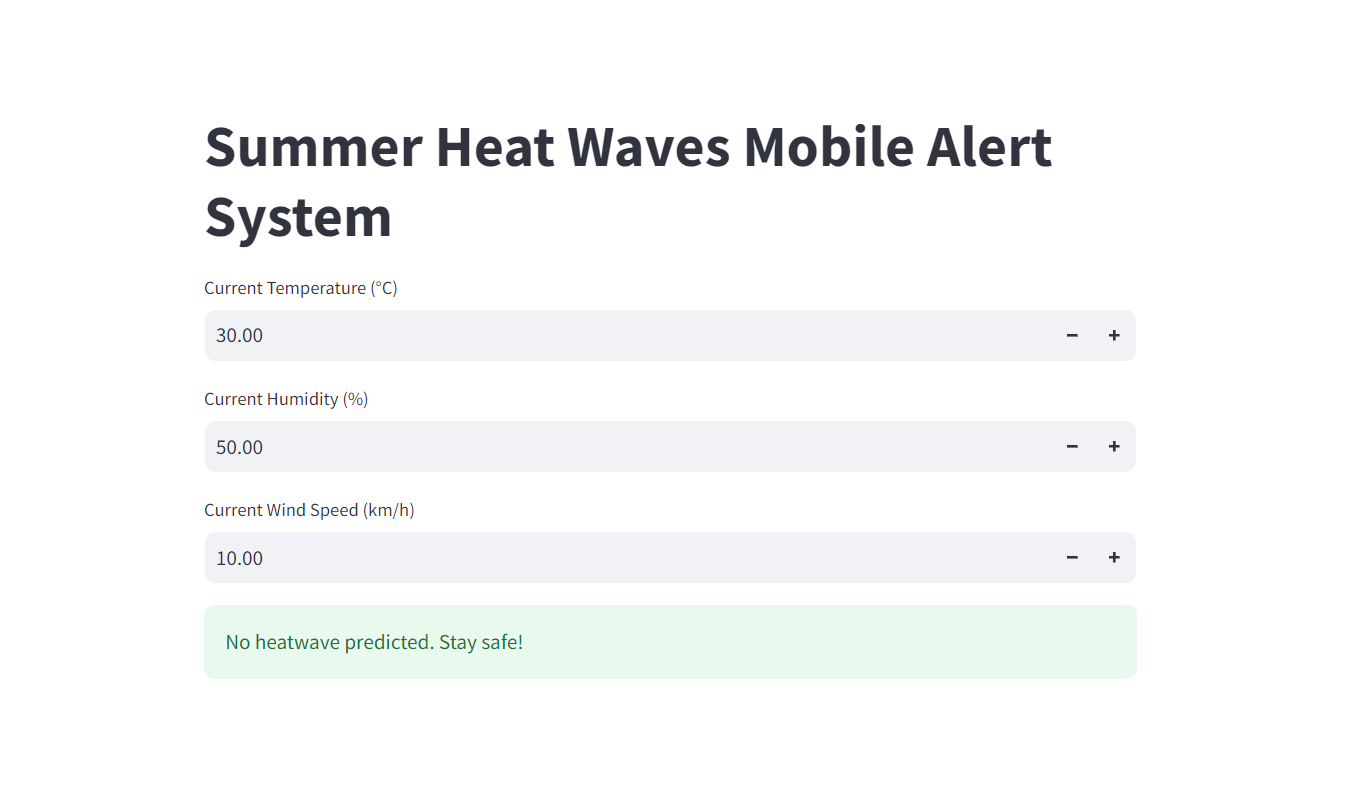 Summer Heat Waves Mobile Alert
System
Current Temperature (°C)
30.00
− +
Current Humidity (%)
50.00
− +
Current Wind Speed (km/h)
10.00
− +
No heatwave predicted. Stay safe!